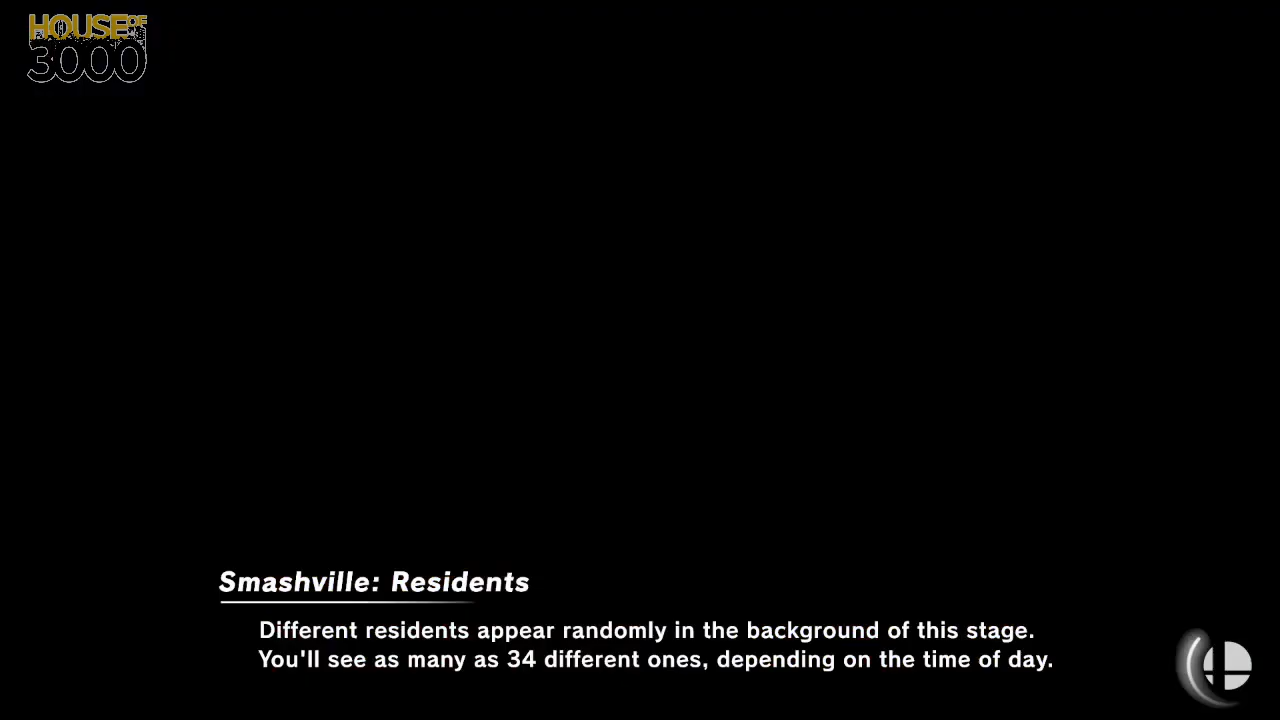 HOUSE OF
3000
Smashville: Residents
Different residents appear randomly in the background of this stage.
You'll see as many as 34 different ones, depending on the time of day.